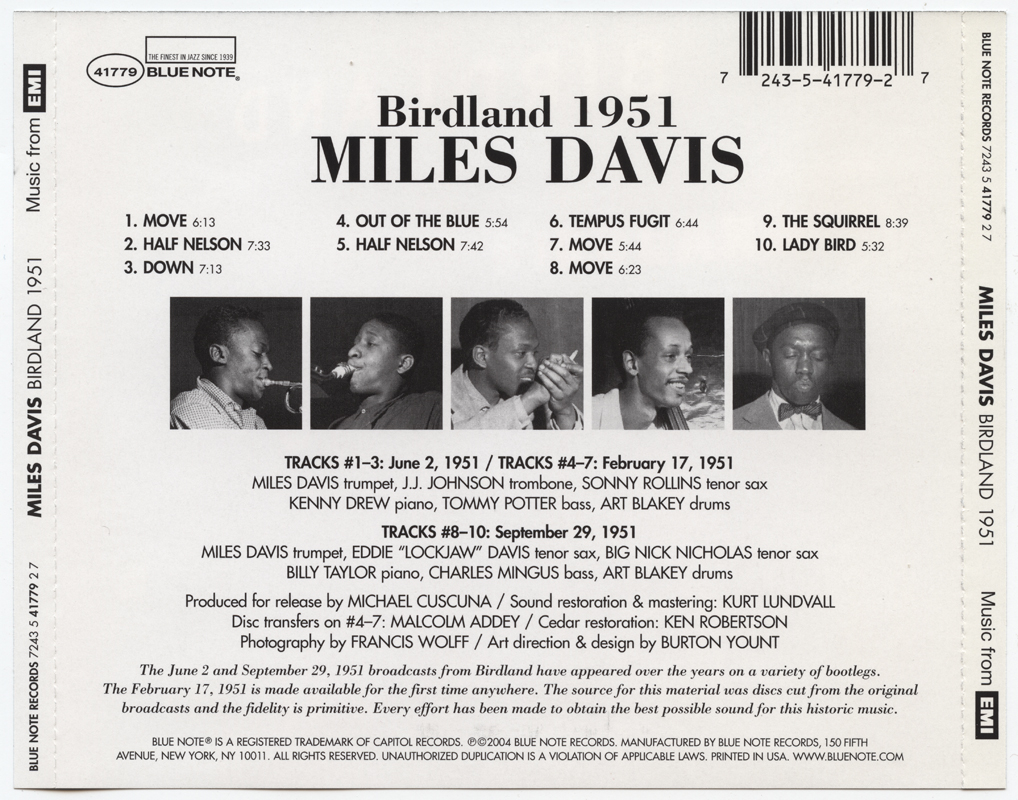 THE FINEST IN JAZZ SINCE 1939
41779 BLUE NOTE®
7 243-5-41779-2 7
Birdland 1951
MILES DAVIS
1. MOVE 6:13
2. HALF NELSON 7:33
3. DOWN 7:13
4. OUT OF THE BLUE 5:54
5. HALF NELSON 7:42
6. TEMPUS FUGIT 6:44
7. MOVE 5:44
8. MOVE 6:23
9. THE SQUIRREL 8:39
10. LADY BIRD 5:32
TRACKS #1–3: June 2, 1951 / TRACKS #4–7: February 17, 1951
MILES DAVIS trumpet, J.J. JOHNSON trombone, SONNY ROLLINS tenor sax
KENNY DREW piano, TOMMY POTTER bass, ART BLAKEY drums
TRACKS #8–10: September 29, 1951
MILES DAVIS trumpet, EDDIE “LOCKJAW” DAVIS tenor sax, BIG NICK NICHOLAS tenor sax
BILLY TAYLOR piano, CHARLES MINGUS bass, ART BLAKEY drums
Produced for release by MICHAEL CUSCUNA / Sound restoration & mastering: KURT LUNDVALL
Disc transfers on #4–7: MALCOLM ADDEY / Cedar restoration: KEN ROBERTSON
Photography by FRANCIS WOLFF / Art direction & design by BURTON YOUNT
The June 2 and September 29, 1951 broadcasts from Birdland have appeared over the years on a variety of bootlegs.
The February 17, 1951 is made available for the first time anywhere. The source for this material was discs cut from the original
broadcasts and the fidelity is primitive. Every effort has been made to obtain the best possible sound for this historic music.
BLUE NOTE® IS A REGISTERED TRADEMARK OF CAPITOL RECORDS. ℗©2004 BLUE NOTE RECORDS. MANUFACTURED BY BLUE NOTE RECORDS, 150 FIFTH
AVENUE, NEW YORK, NY 10011. ALL RIGHTS RESERVED. UNAUTHORIZED DUPLICATION IS A VIOLATION OF APPLICABLE LAWS. PRINTED IN USA. WWW.BLUENOTE.COM
BLUE NOTE RECORDS 7243 5 41779 2 7 MILES DAVIS BIRDLAND 1951 Music from EMI
BLUE NOTE RECORDS 7243 5 41779 2 7 MILES DAVIS BIRDLAND 1951 Music from EMI